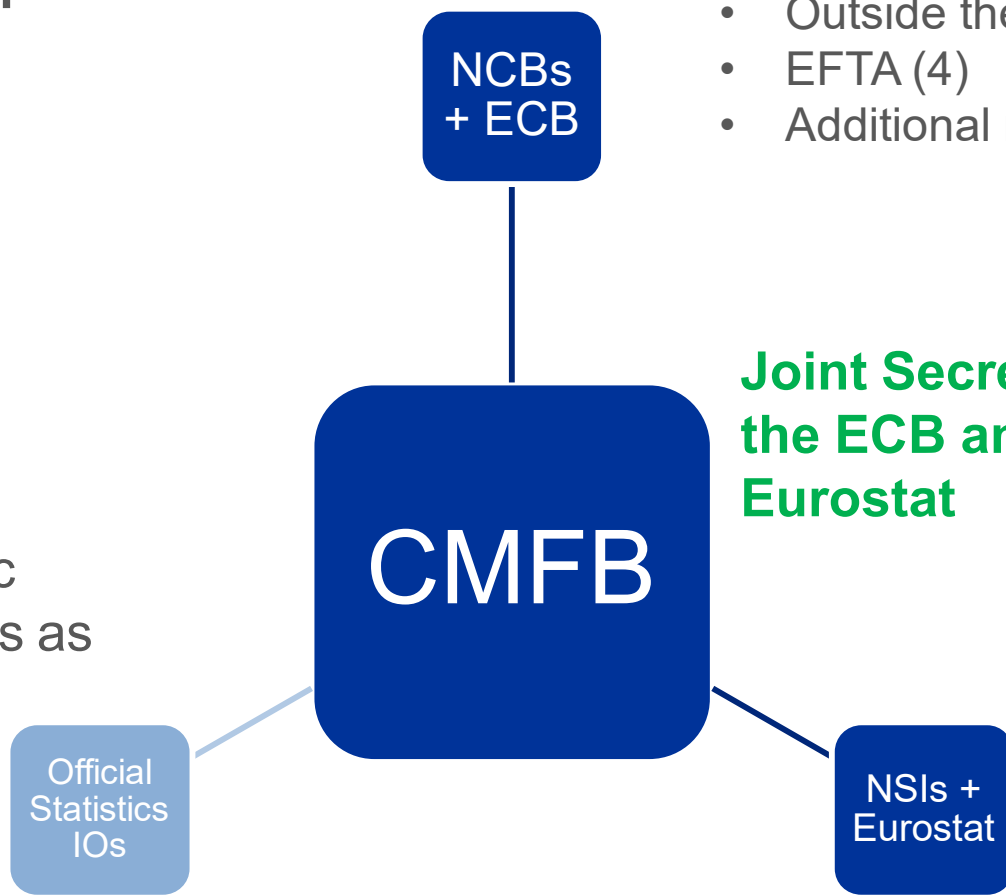 NCBs
+ ECB
• Outside the
• EFTA (4)
• Additional
Joint Secre
the ECB an
Eurostat
CMFB
c
s as
Official
Statistics
IOs
NSIs +
Eurostat